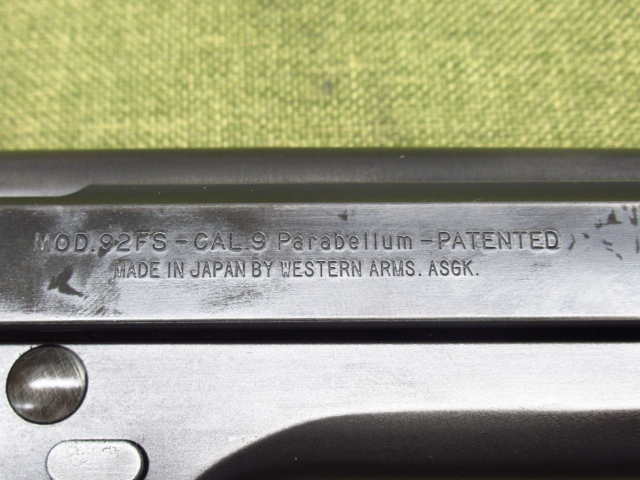 MOD.92FS - CAL.9 Parabellum - PATENTED
MADE IN JAPAN BY WESTERN ARMS. ASGK.